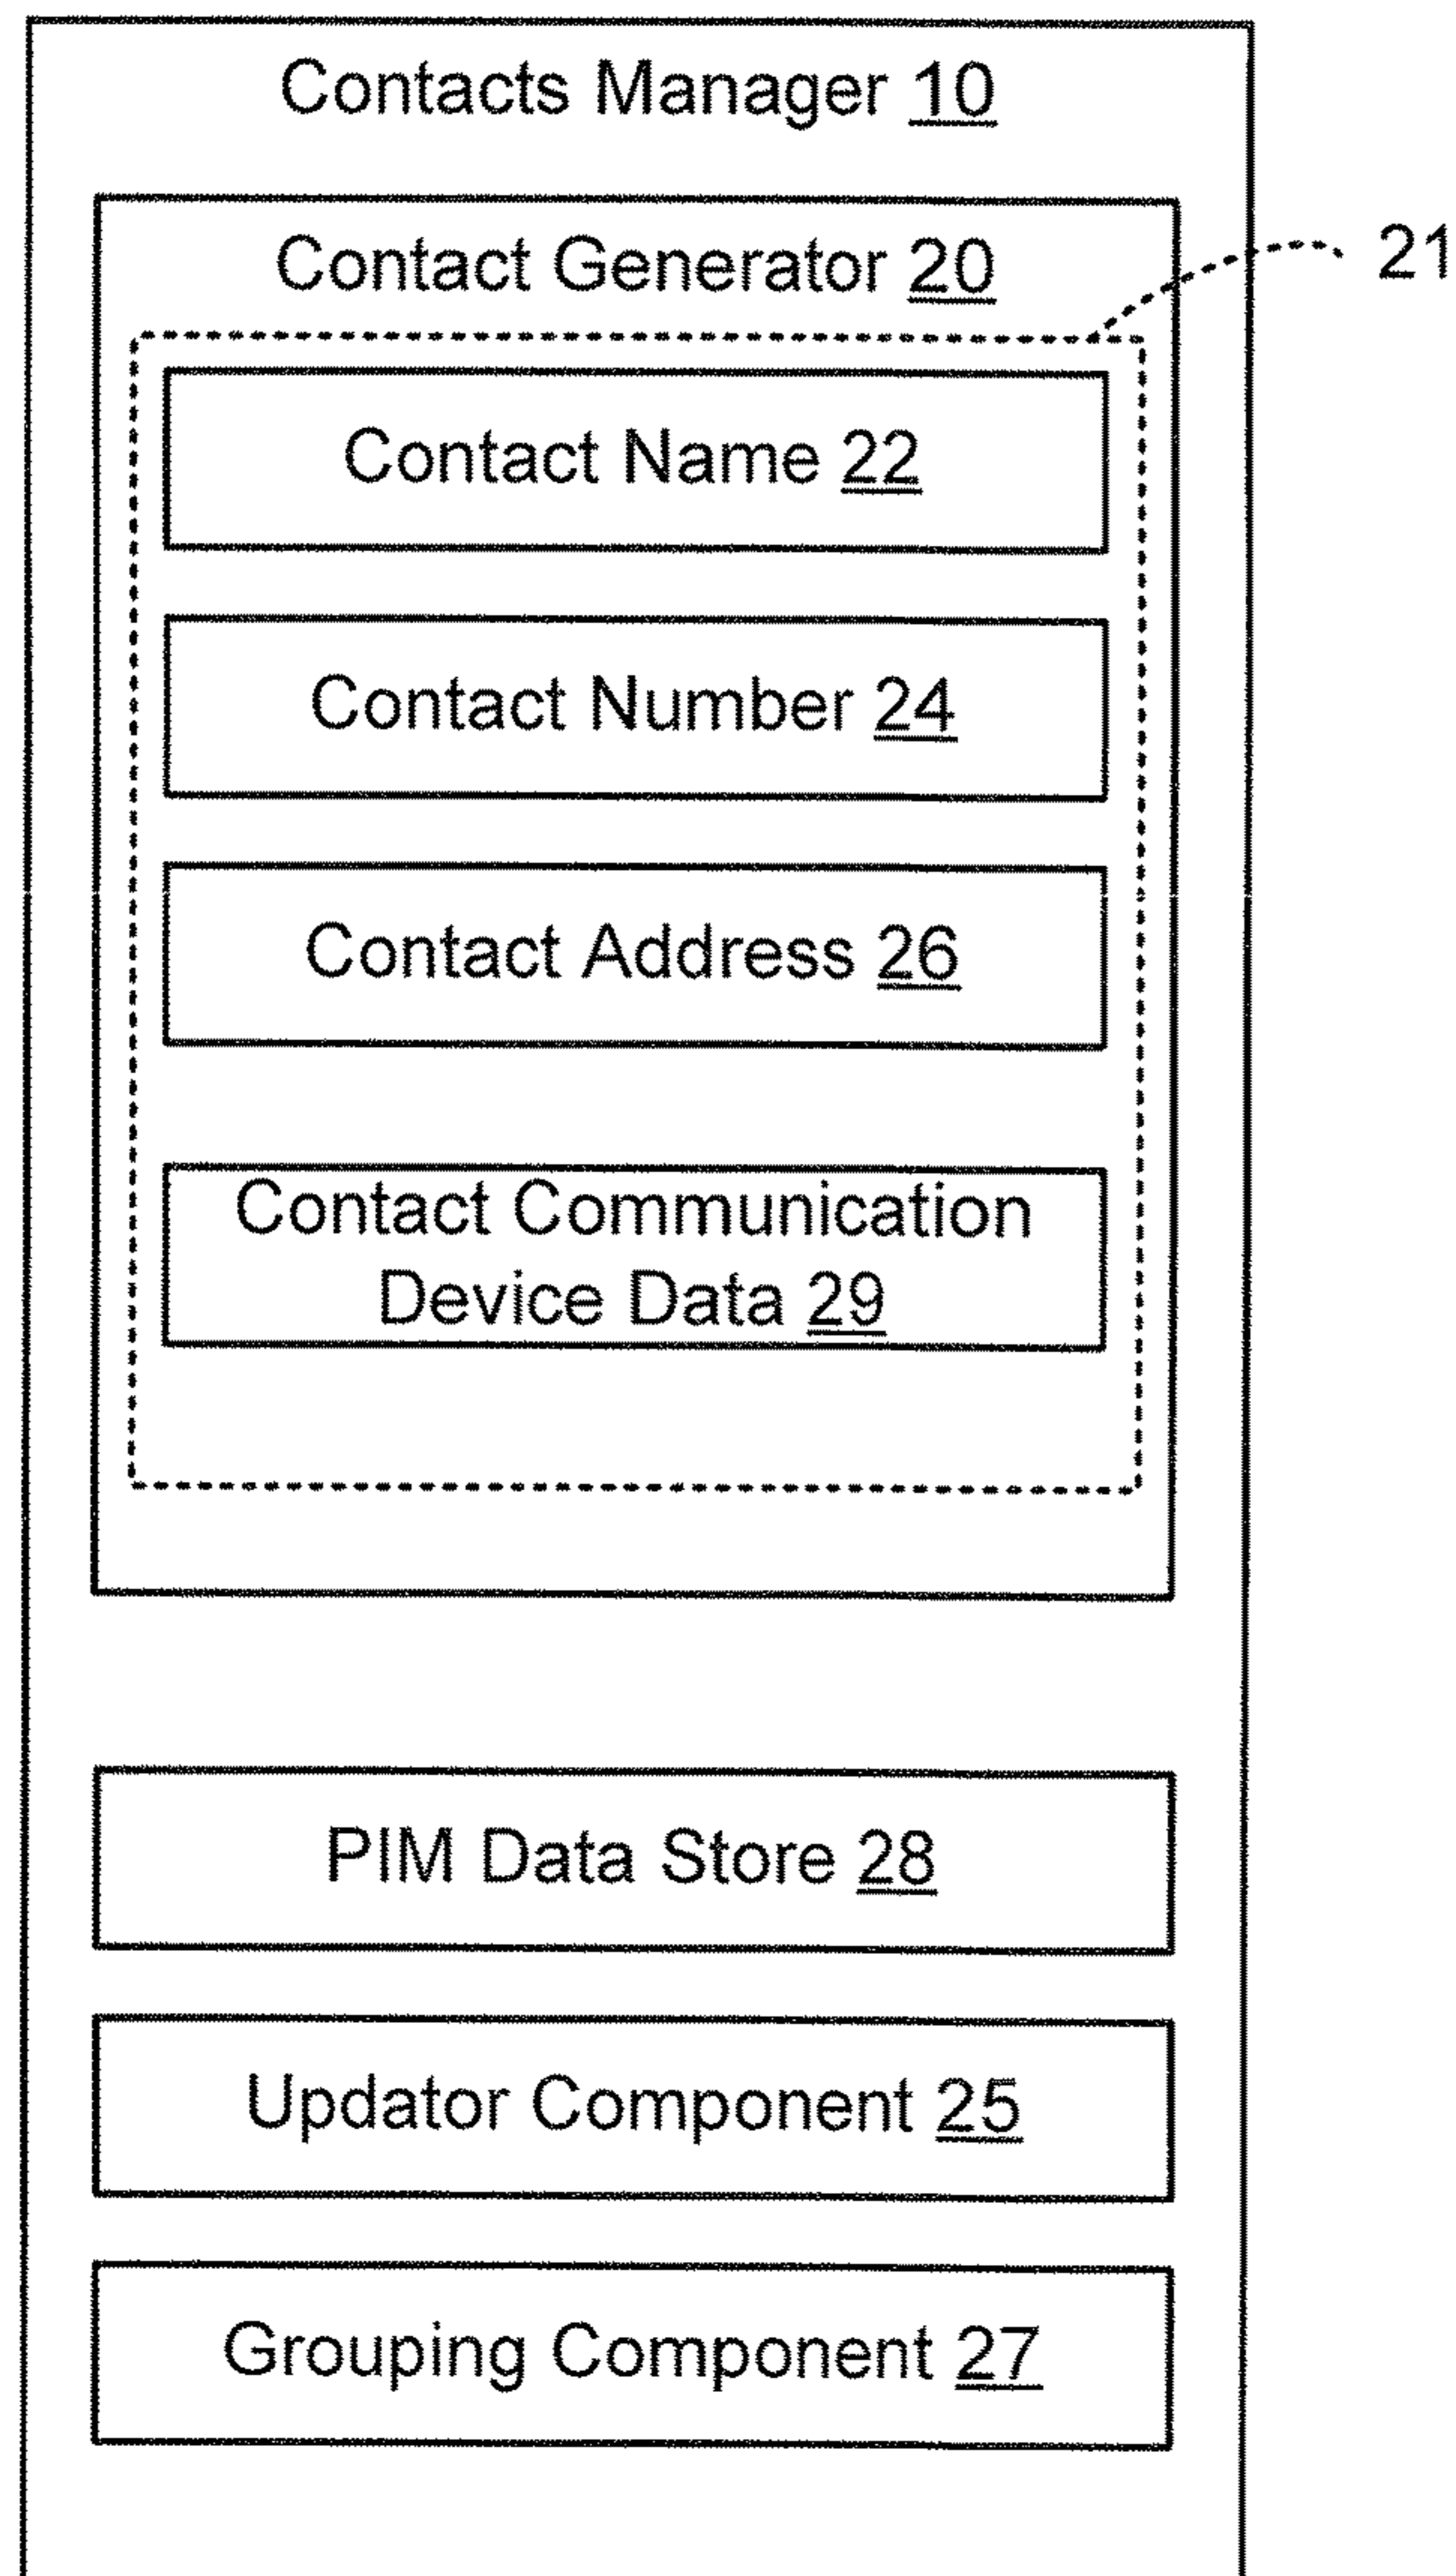 Contacts Manager 10
Contact Generator 20
21
Contact Name 22
Contact Number 24
Contact Address 26
Contact Communication
Device Data 29
PIM Data Store 28
Updator Component 25
Grouping Component 27